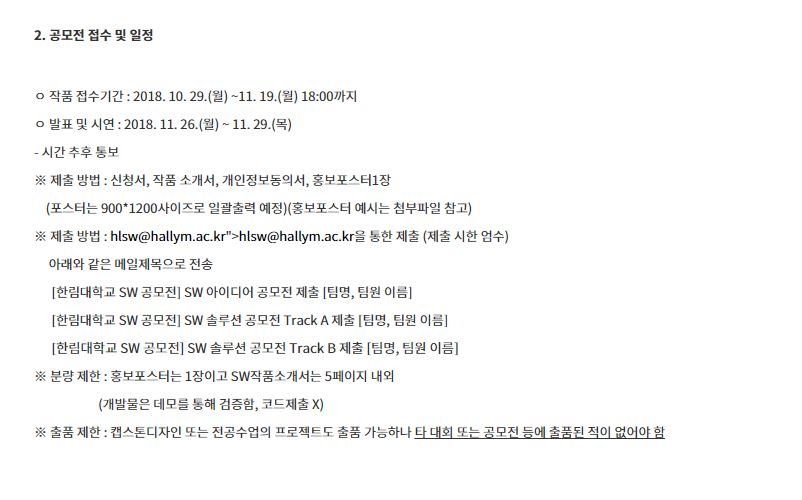 2. 공모전 접수 및 일정
ㅇ 작품 접수기간 : 2018. 10. 29.(월) ~11. 19.(월) 18:00까지
ㅇ 발표 및 시연 : 2018. 11. 26.(월) ~ 11. 29.(목)
- 시간 추후 통보
※ 제출 방법 : 신청서, 작품 소개서, 개인정보동의서, 홍보포스터1장
(포스터는 900*1200사이즈로 일괄출력 예정)(홍보포스터 예시는 첨부파일 참고)
※ 제출 방법 : hlsw@hallym.ac.kr">hlsw@hallym.ac.kr을 통한 제출 (제출 시한 엄수)
아래와 같은 메일제목으로 전송
[한림대학교 SW 공모전] SW 아이디어 공모전 제출 [팀명, 팀원 이름]
[한림대학교 SW 공모전] SW 솔루션 공모전 Track A 제출 [팀명, 팀원 이름]
[한림대학교 SW 공모전] SW 솔루션 공모전 Track B 제출 [팀명, 팀원 이름]
※ 분량 제한 : 홍보포스터는 1장이고 SW작품소개서는 5페이지 내외
(개발물은 데모를 통해 검증함, 코드제출 X)
※ 출품 제한 : 캡스톤디자인 또는 전공수업의 프로젝트도 출품 가능하나 타 대회 또는 공모전 등에 출품된 적이 없어야 함